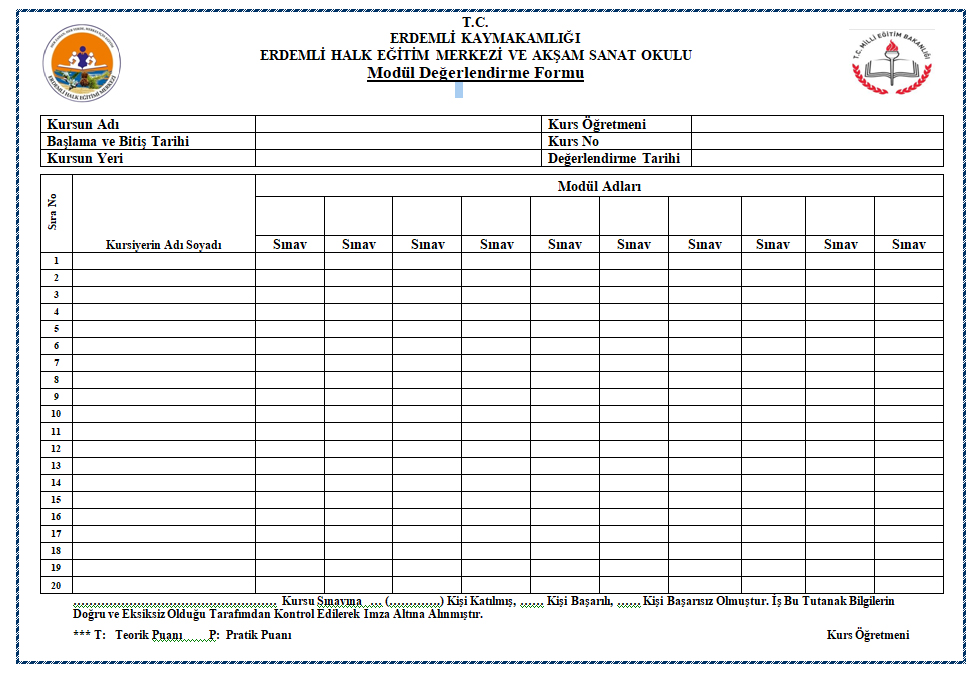 T.C.
ERDEMLİ KAYMAKAMLIĞI
ERDEMLİ HALK EĞİTİM MERKEZİ VE AKŞAM SANAT OKULU
Modül Değerlendirme Formu
ERDEMLİ HALK EĞİTİMİ MERKEZİ
T.C. MİLLİ EĞİTİM BAKANLIĞI
Kursun Adı Kurs Öğretmeni
Başlama ve Bitiş Tarihi Kurs No
Kursun Yeri Değerlendirme Tarihi
Sıra No
Kursiyerin Adı Soyadı
Modül Adları
Sınav Sınav Sınav Sınav Sınav Sınav Sınav Sınav Sınav Sınav
1
2
3
4
5
6
7
8
9
10
11
12
13
14
15
16
17
18
19
20
................................................... Kursu Sınavına ..... (.............) Kişi Katılmış, ...... Kişi Başarılı, ...... Kişi Başarısız Olmuştur. İş Bu Tutanak Bilgilerin
Doğru ve Eksiksiz Olduğu Tarafımdan Kontrol Edilerek Imza Altına Alınmıştır.
*** T: Teorik Puanı P: Pratik Puanı Kurs Öğretmeni